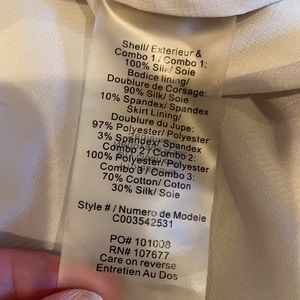 Shell/ Exterieur &
Combo 1 / Combo 1:
100% Silk/ Soie
Bodice lining/
Doublure de Corsage:
90% Silk/ Soie
10% Spandex/ Spandex
Skirt Lining/
Doublure du Jupe:
97% Polyester/ Polyester
3% Spandex/ Spandex
Combo 2 / Combo 2:
100% Polyester/ Polyester
Combo 3 / Combo 3:
70% Cotton/ Coton
30% Silk/ Soie
Style # / Numero de Modele
C003542531
PO# 101008
RN# 107677
Care on reverse
Entretien Au Dos